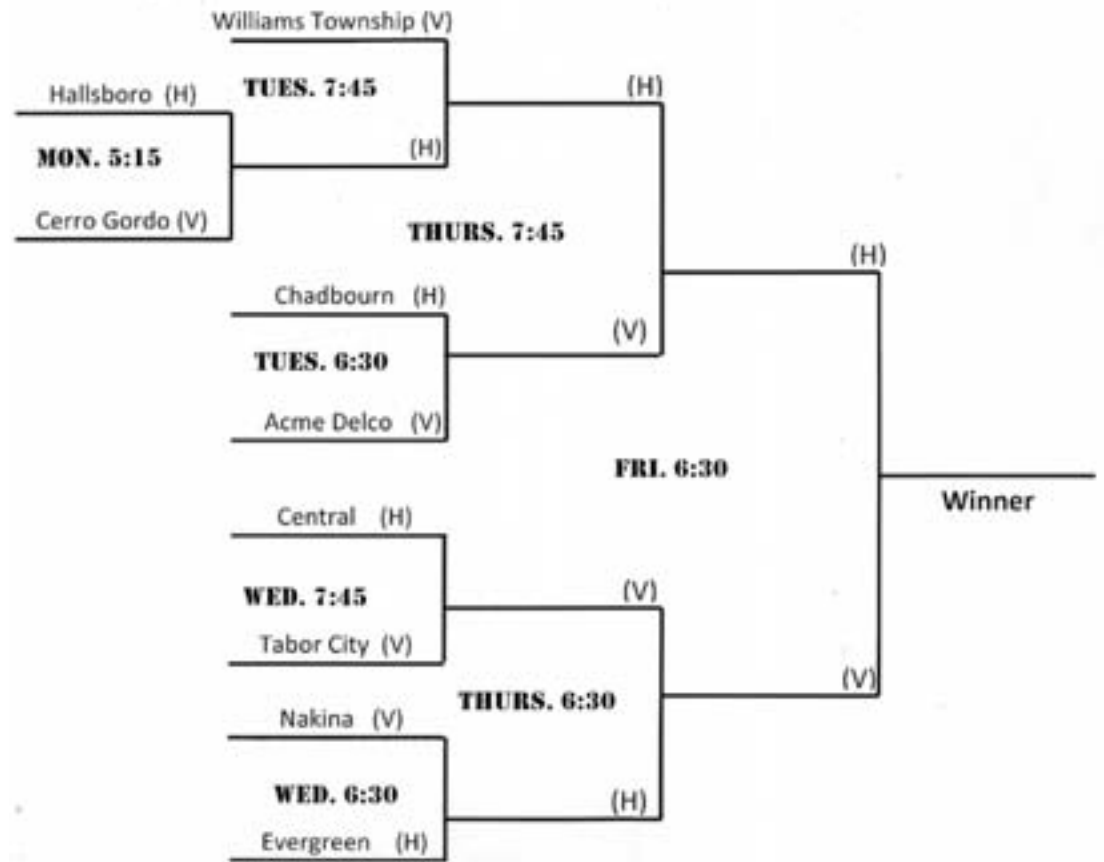 Williams Township (V)
TUES. 7:45
(H)
Hallsboro (H)
(H)
MON. 5:15
Cerro Gordo (V)
THURS. 7:45
(H)
Chadbourn (H)
(V)
TUES. 6:30
Acme Delco (V)
FRI. 6:30
Winner
Central (H)
WED. 7:45
(V)
Tabor City (V)
(V)
THURS. 6:30
Nakina (V)
WED. 6:30
(H)
Evergreen (H)